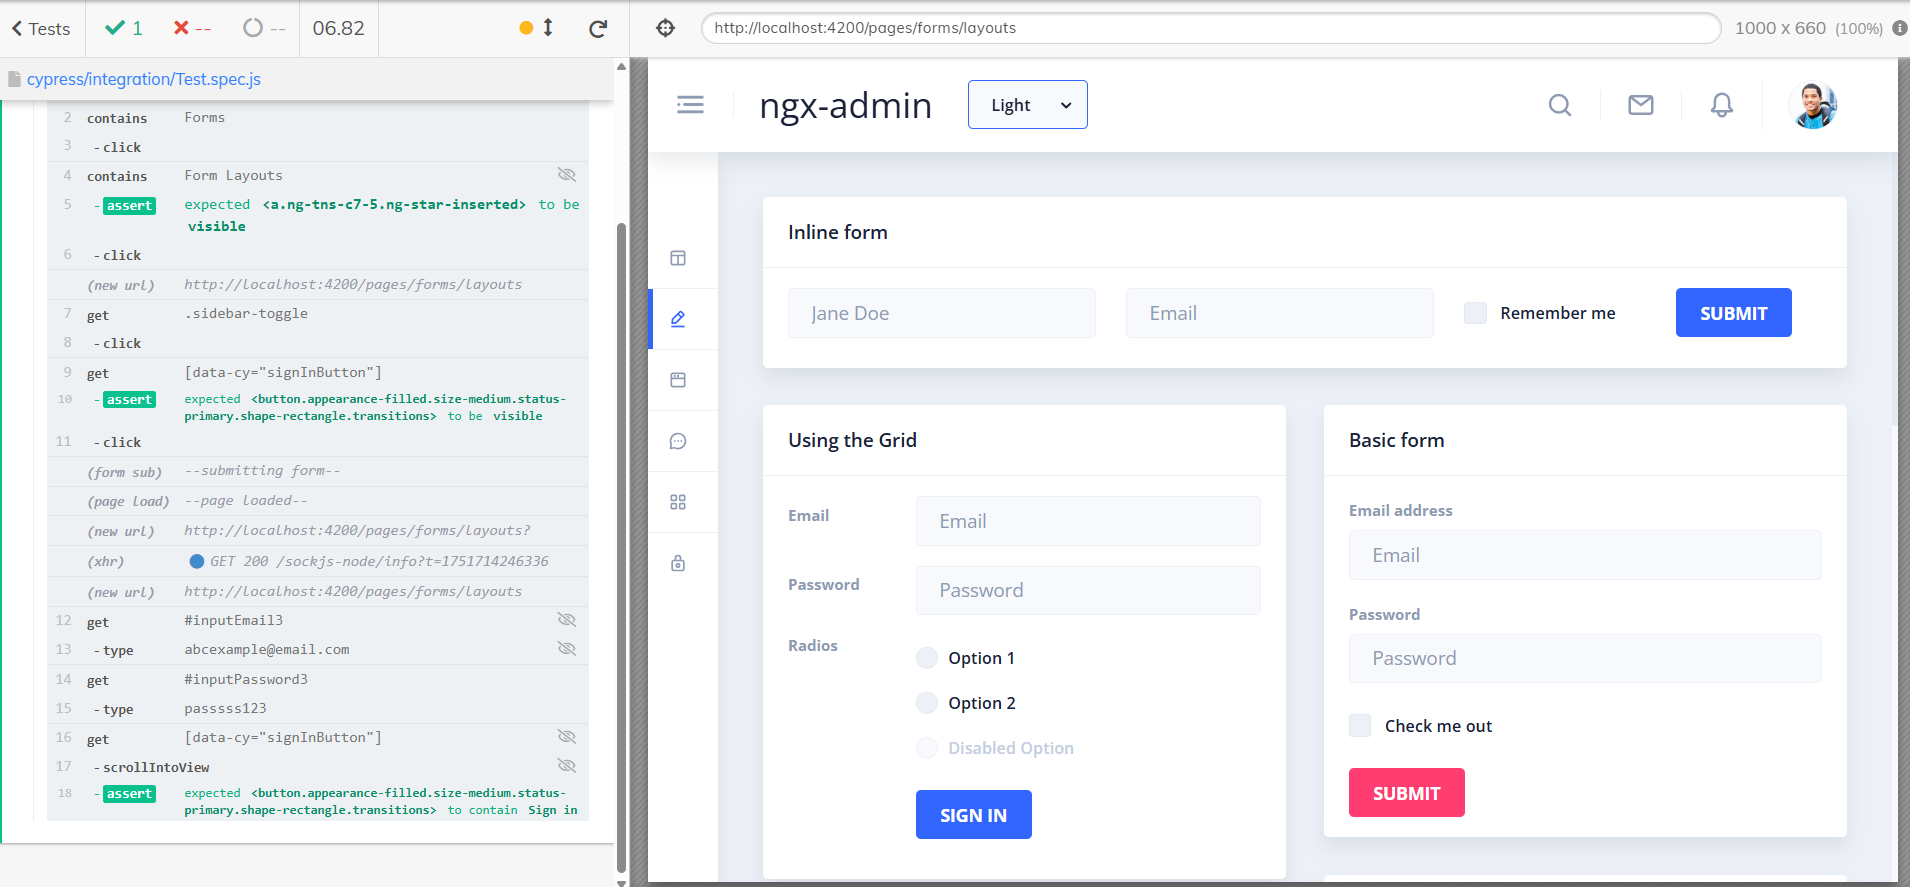 Tests
1
--
--
06.82
http://localhost:4200/pages/forms/layouts
1000 x 660 (100%)
cypress/integration/Test.spec.js
2 contains Forms
3 - click
4 contains Form Layouts
5 - assert expected <a.ng-tns-c7-5.ng-star-inserted> to be
visible
6 - click
(new url) http://localhost:4200/pages/forms/layouts
7 get .sidebar-toggle
8 - click
9 get [data-cy="signInButton"]
10 - assert expected <button.appearance-filled.size-medium.status-
primary.shape-rectangle.transitions> to be visible
11 - click
(form sub) --submitting form--
(page load) --page loaded--
(new url) http://localhost:4200/pages/forms/layouts?
(xhr) GET 200 /sockjs-node/info?t=1751714246336
(new url) http://localhost:4200/pages/forms/layouts
12 get #inputEmail3
13 - type abcexample@email.com
14 get #inputPassword3
15 - type passsss123
16 get [data-cy="signInButton"]
17 - scrollIntoView
18 - assert expected <button.appearance-filled.size-medium.status-
primary.shape-rectangle.transitions> to contain Sign in
ngx-admin
Light
Inline form
Jane Doe
Email
Remember me
SUBMIT
Using the Grid
Email
Email
Password
Password
Radios
Option 1
Option 2
Disabled Option
SIGN IN
Basic form
Email address
Email
Password
Password
Check me out
SUBMIT